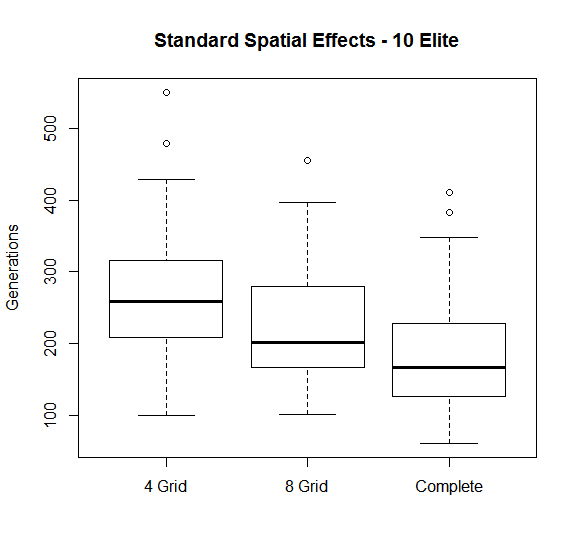 Standard Spatial Effects - 10 Elite
Generations
500
400
300
200
100
4 Grid
8 Grid
Complete